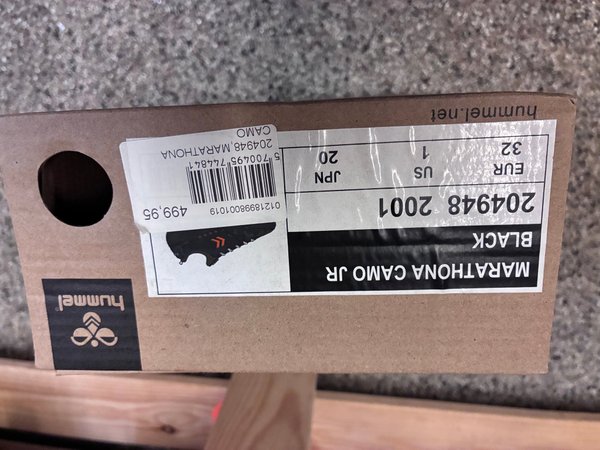 MARATHONA CAMO JR
BLACK
204948 2001
EUR US JPN
32 1 20
01218998001019
499,95
5 700495 744841
204948,MARATHONA
CAMO
hummel
hummel.net